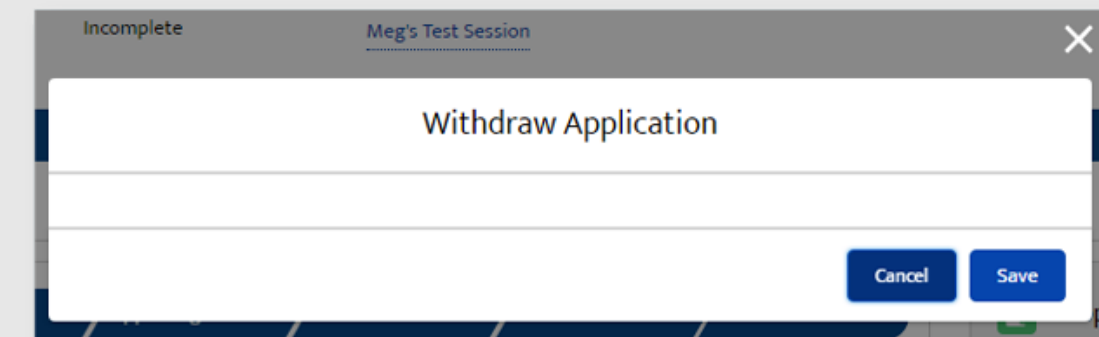 Incomplete
Meg's Test Session
Withdraw Application
Cancel
Save